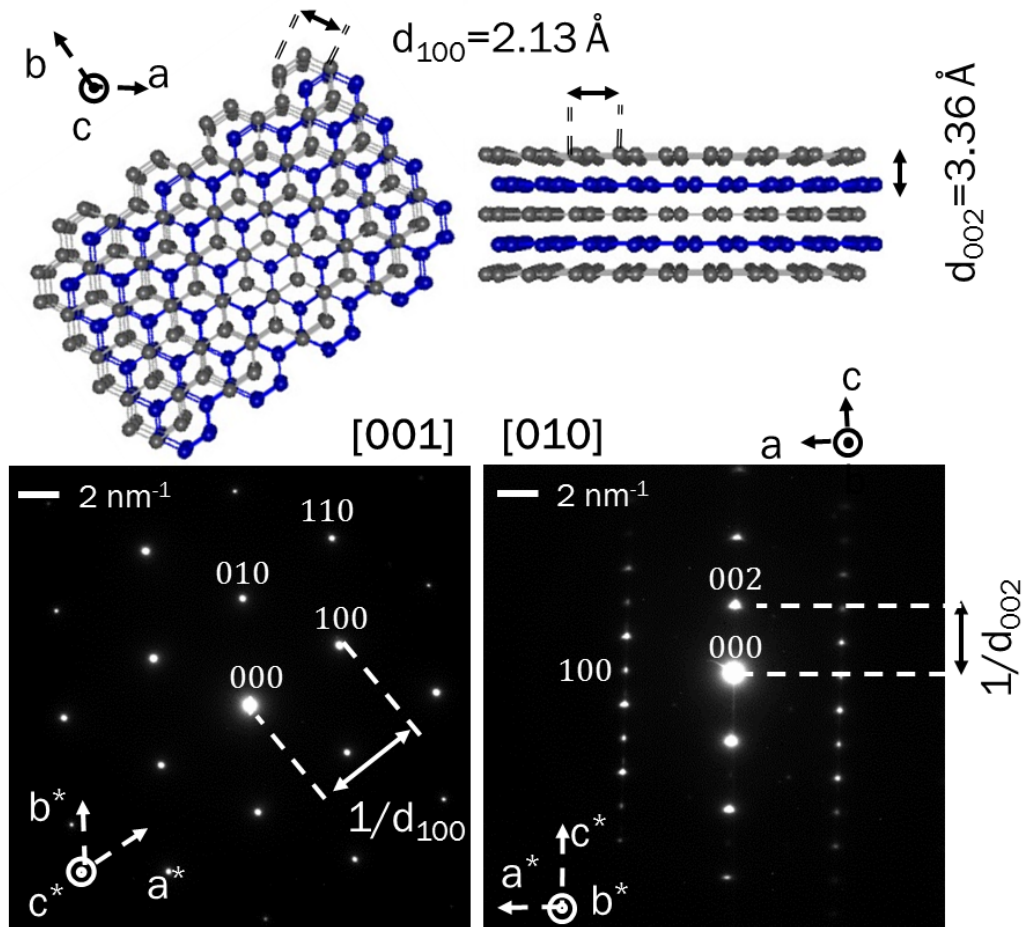 b
a
c
d₁₀₀=2.13 Å
d₀₀₂=3.36 Å
[001]
[010]
c
a
b
2 nm⁻¹
110
010
100
000
1/d₁₀₀
b*
a*
c*
2 nm⁻¹
002
000
100
1/d₀₀₂
c*
a*
b*